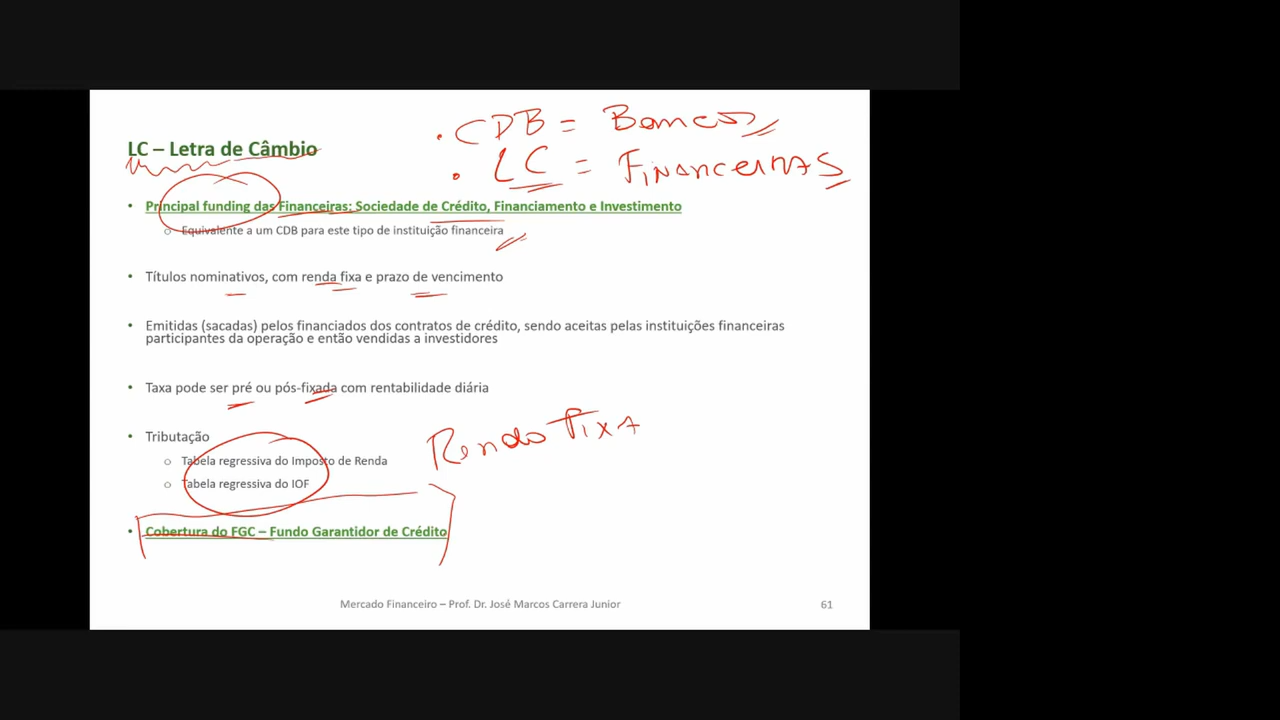 . CDB = Bancos
LC – Letra de Câmbio
. LC = Financeiras
• Principal funding das Financeiras: Sociedade de Crédito, Financiamento e Investimento
o Equivalente a um CDB para este tipo de instituição financeira
• Títulos nominativos, com renda fixa e prazo de vencimento
• Emitidas (sacadas) pelos financiados dos contratos de crédito, sendo aceitas pelas instituições financeiras
participantes da operação e então vendidas a investidores
• Taxa pode ser pré ou pós-fixada com rentabilidade diária
Renda Fixa
• Tributação
o Tabela regressiva do Imposto de Renda
o Tabela regressiva do IOF
• Cobertura do FGC – Fundo Garantidor de Crédito
Mercado Financeiro – Prof. Dr. José Marcos Carrera Junior 61